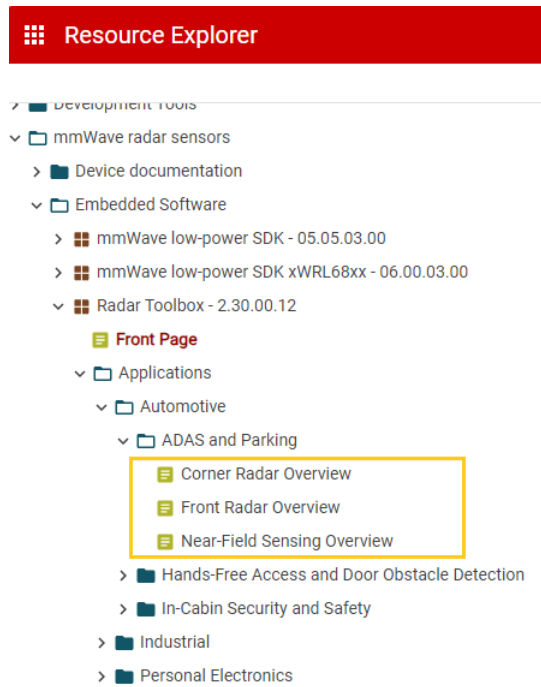 Resource Explorer
Development Tools
mmWave radar sensors
Device documentation
Embedded Software
mmWave low-power SDK - 05.05.03.00
mmWave low-power SDK xWRL68xx - 06.00.03.00
Radar Toolbox - 2.30.00.12
Front Page
Applications
Automotive
ADAS and Parking
Corner Radar Overview
Front Radar Overview
Near-Field Sensing Overview
Hands-Free Access and Door Obstacle Detection
In-Cabin Security and Safety
Industrial
Personal Electronics